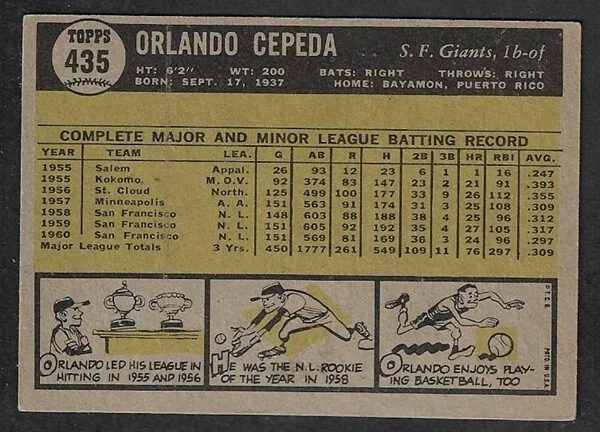 TOPPS
435
ORLANDO CEPEDA
S. F. Giants, 1b-of
HT: 6'2" WT: 200 BATS: RIGHT THROWS: RIGHT
BORN: SEPT. 17, 1937 HOME: BAYAMON, PUERTO RICO
COMPLETE MAJOR AND MINOR LEAGUE BATTING RECORD
YEAR TEAM LEA. G AB R H 2B 3B HR RBI AVG.
1955 Salem Appal. 26 93 12 23 6 1 1 16 .247
1955 Kokomo, M.O.V. 92 374 83 147 23 2 21 91 .393
1956 St. Cloud North. 125 499 100 177 33 9 26 112 .355
1957 Minneapolis A. A. 151 563 91 174 31 3 25 108 .309
1958 San Francisco N. L. 148 603 88 188 38 4 25 96 .312
1959 San Francisco N. L. 151 605 92 192 35 4 27 105 .317
1960 San Francisco N. L. 151 569 81 169 36 3 24 96 .297
Major League Totals 3 Yrs. 450 1777 261 549 109 11 76 297 .309
ORLANDO LED HIS LEAGUE IN
HITTING IN 1955 AND 1956
HE WAS THE N.L. ROOKIE
OF THE YEAR IN 1958
ORLANDO ENJOYS PLAY-
ING BASKETBALL, TOO
©T.C.G.
PRTD. IN U.S.A.